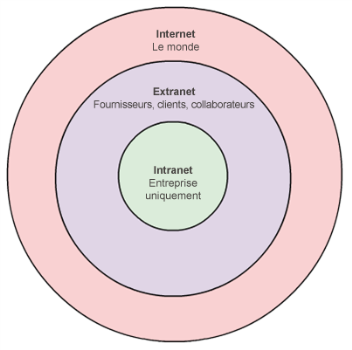 Internet
Le monde
Extranet
Fournisseurs, clients, collaborateurs
Intranet
Entreprise
uniquement